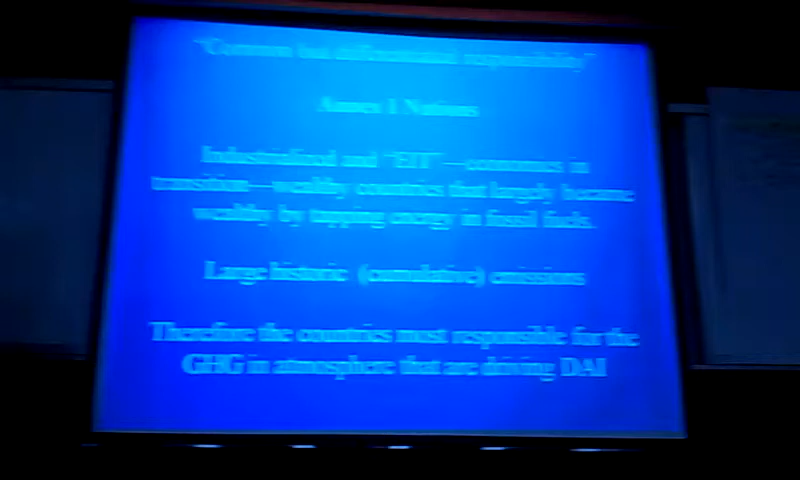 "Common but differentiated responsibility"
Annex I Nations
Industrialized and "EIT"—economies in
transition—wealthy countries that largely became
wealthy by tapping energy in fossil fuels.
Large historic (cumulative) emissions
Therefore the countries most responsible for the
GHG in atmosphere that are driving DAI